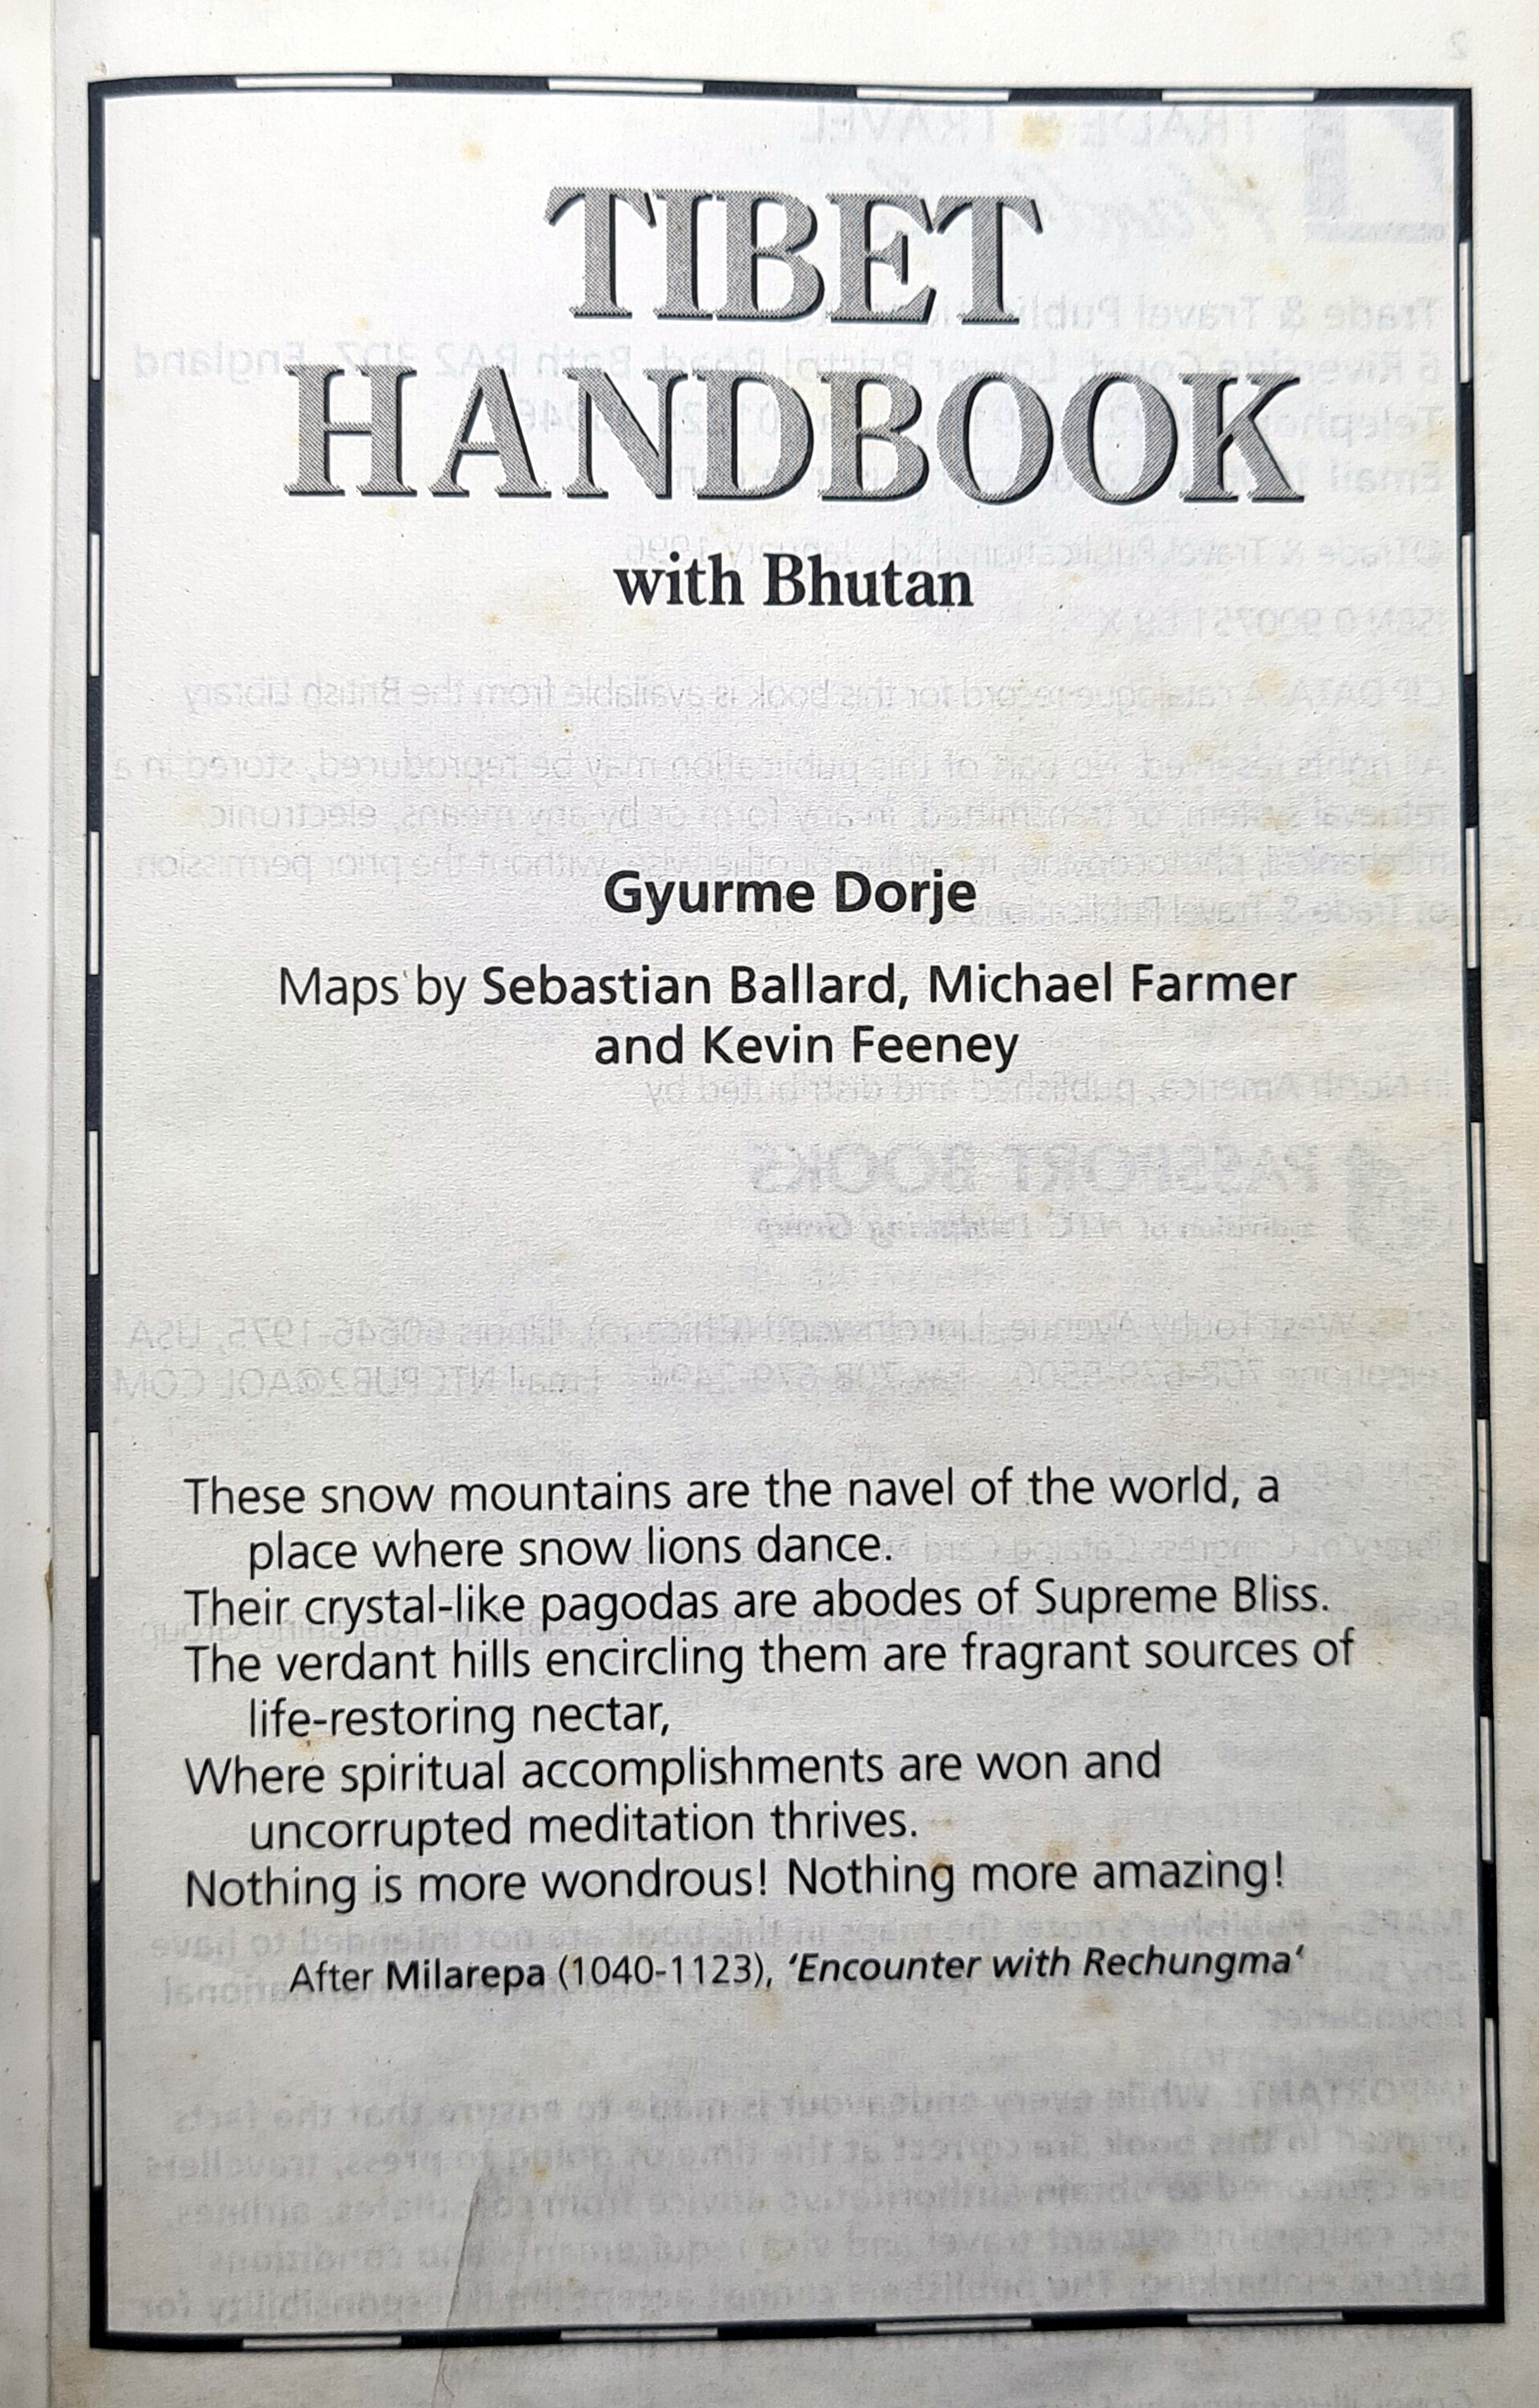 TIBET
HANDBOOK
with Bhutan
Gyurme Dorje
Maps by Sebastian Ballard, Michael Farmer
and Kevin Feeney
These snow mountains are the navel of the world, a
place where snow lions dance.
Their crystal-like pagodas are abodes of Supreme Bliss.
The verdant hills encircling them are fragrant sources of
life-restoring nectar,
Where spiritual accomplishments are won and
uncorrupted meditation thrives.
Nothing is more wondrous! Nothing more amazing!
After Milarepa (1040-1123), ‘Encounter with Rechungma‘